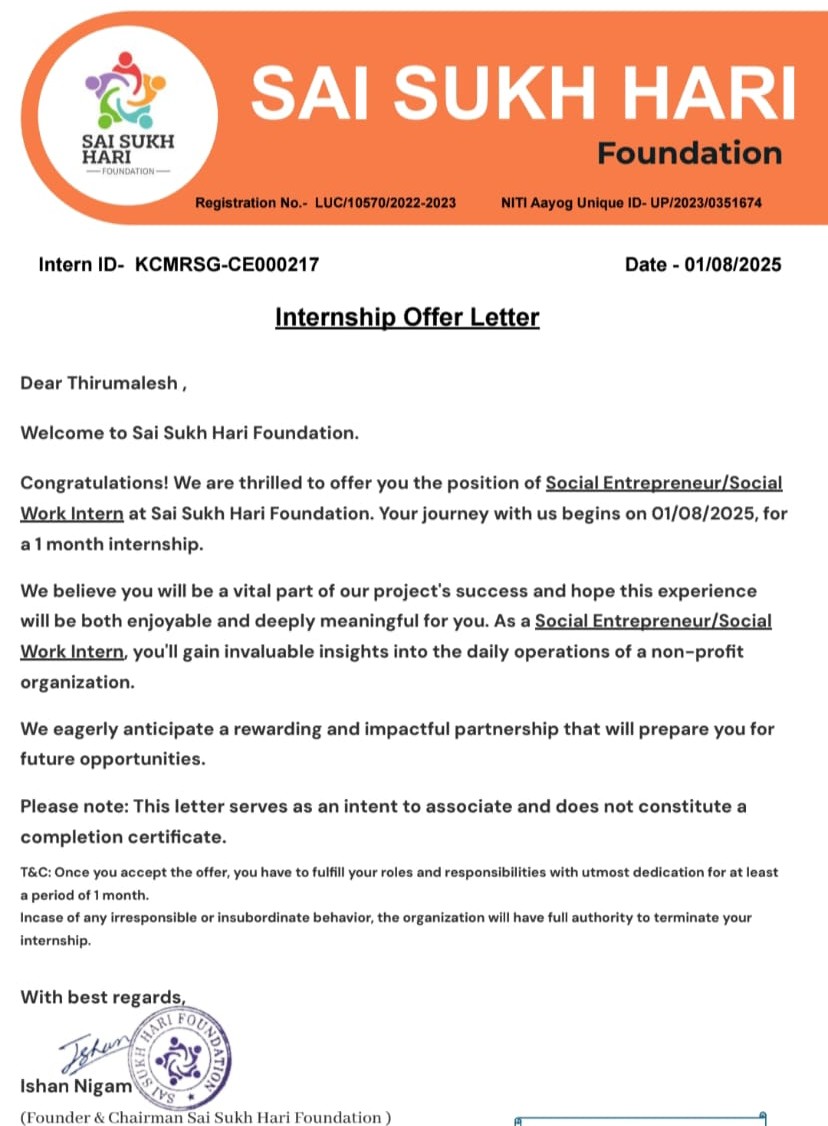 SAI SUKH
HARI
FOUNDATION
SAI SUKH HARI
Foundation
Registration No.- LUC/10570/2022-2023 NITI Aayog Unique ID- UP/2023/0351674
Intern ID- KCMRSG-CE000217 Date - 01/08/2025
Internship Offer Letter
Dear Thirumalesh ,
Welcome to Sai Sukh Hari Foundation.
Congratulations! We are thrilled to offer you the position of Social Entrepreneur/Social
Work Intern at Sai Sukh Hari Foundation. Your journey with us begins on 01/08/2025, for
a 1 month internship.
We believe you will be a vital part of our project's success and hope this experience
will be both enjoyable and deeply meaningful for you. As a Social Entrepreneur/Social
Work Intern, you'll gain invaluable insights into the daily operations of a non-profit
organization.
We eagerly anticipate a rewarding and impactful partnership that will prepare you for
future opportunities.
Please note: This letter serves as an intent to associate and does not constitute a
completion certificate.
T&C: Once you accept the offer, you have to fulfill your roles and responsibilities with utmost dedication for at least
a period of 1 month.
Incase of any irresponsible or insubordinate behavior, the organization will have full authority to terminate your
internship.
With best regards,
Ishan
SAI SUKH HARI FOUNDATION
Ishan Nigam
(Founder & Chairman Sai Sukh Hari Foundation )